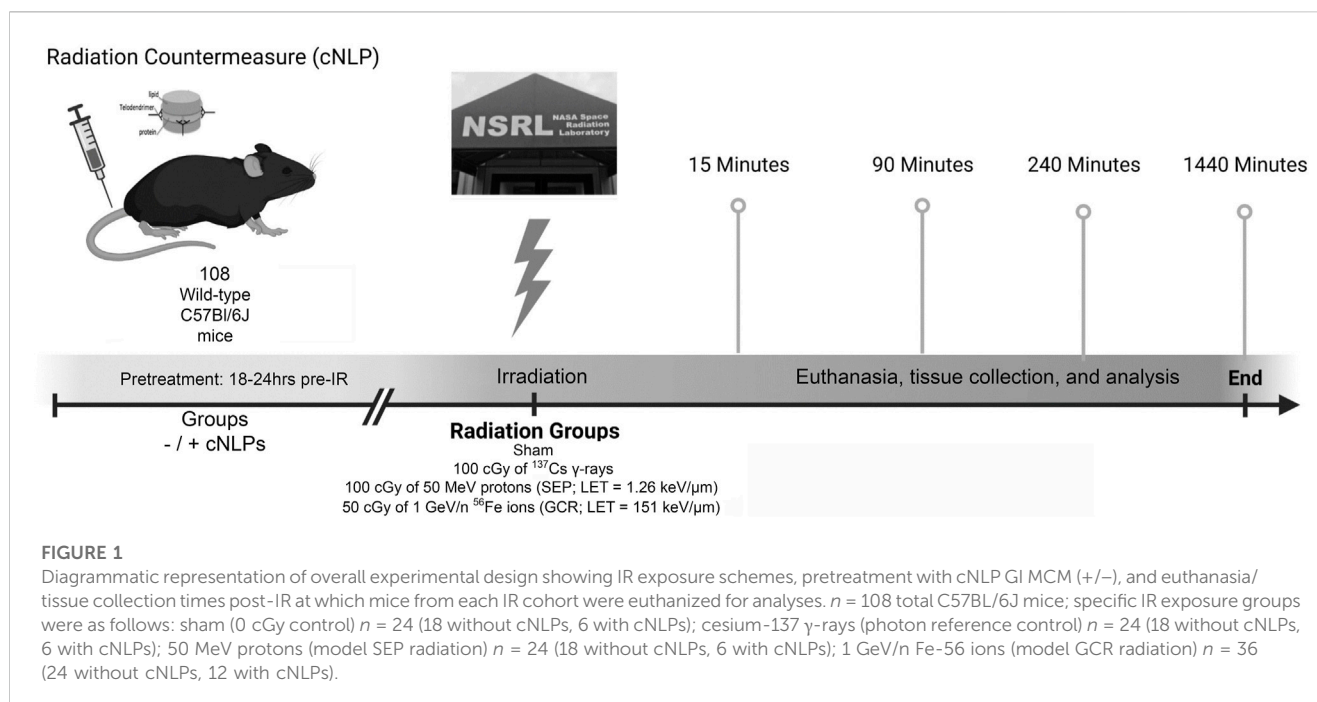 Radiation Countermeasure (cNLP)
lipid
Telodendrimer
protein
NSRL
NASA Space
Radiation
Laboratory
15 Minutes
90 Minutes
240 Minutes
1440 Minutes
108
Wild-type
C57Bl/6J
mice
Pretreatment: 18-24hrs pre-IR
Irradiation
Euthanasia, tissue collection, and analysis
End
Groups
- / + cNLPs
Radiation Groups
Sham
100 cGy of ¹³⁷Cs γ-rays
100 cGy of 50 MeV protons (SEP; LET = 1.26 keV/μm)
50 cGy of 1 GeV/n ⁵⁶Fe ions (GCR; LET = 151 keV/μm)
FIGURE 1
Diagrammatic representation of overall experimental design showing IR exposure schemes, pretreatment with cNLP GI MCM (+/−), and euthanasia/
tissue collection times post-IR at which mice from each IR cohort were euthanized for analyses. n = 108 total C57BL/6J mice; specific IR exposure groups
were as follows: sham (0 cGy control) n = 24 (18 without cNLPs, 6 with cNLPs); cesium-137 γ-rays (photon reference control) n = 24 (18 without cNLPs,
6 with cNLPs); 50 MeV protons (model SEP radiation) n = 24 (18 without cNLPs, 6 with cNLPs); 1 GeV/n Fe-56 ions (model GCR radiation) n = 36
(24 without cNLPs, 12 with cNLPs).